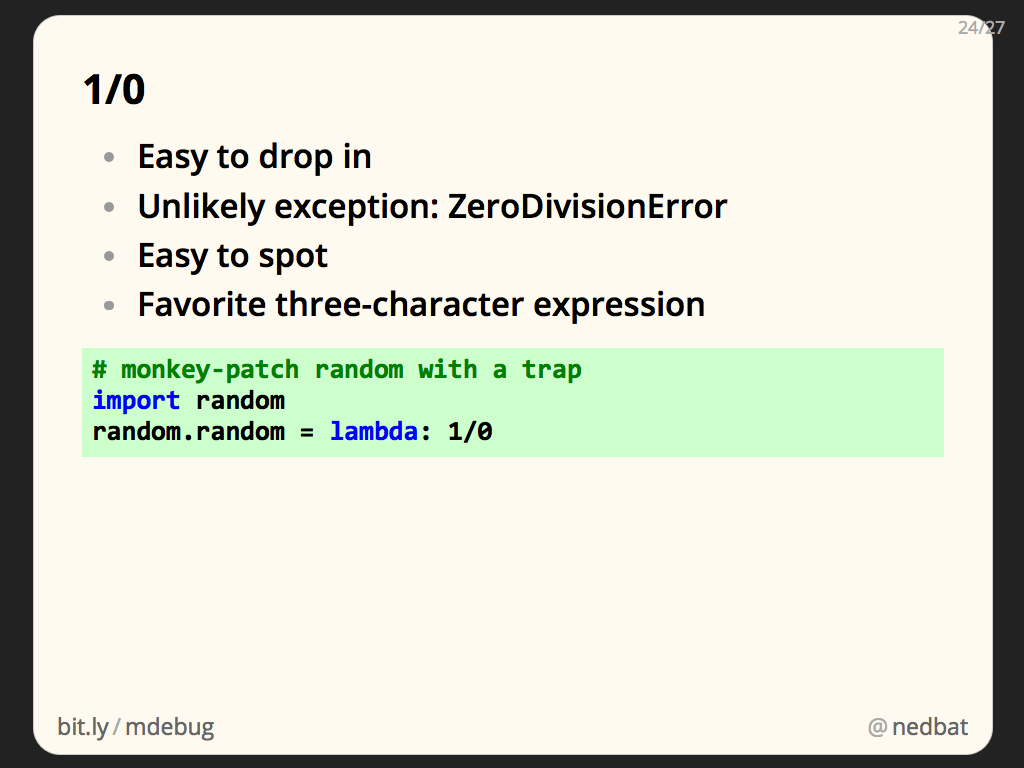 24/27
1/0
• Easy to drop in
• Unlikely exception: ZeroDivisionError
• Easy to spot
• Favorite three-character expression
# monkey-patch random with a trap
import random
random.random = lambda: 1/0
bit.ly/mdebug
@nedbat